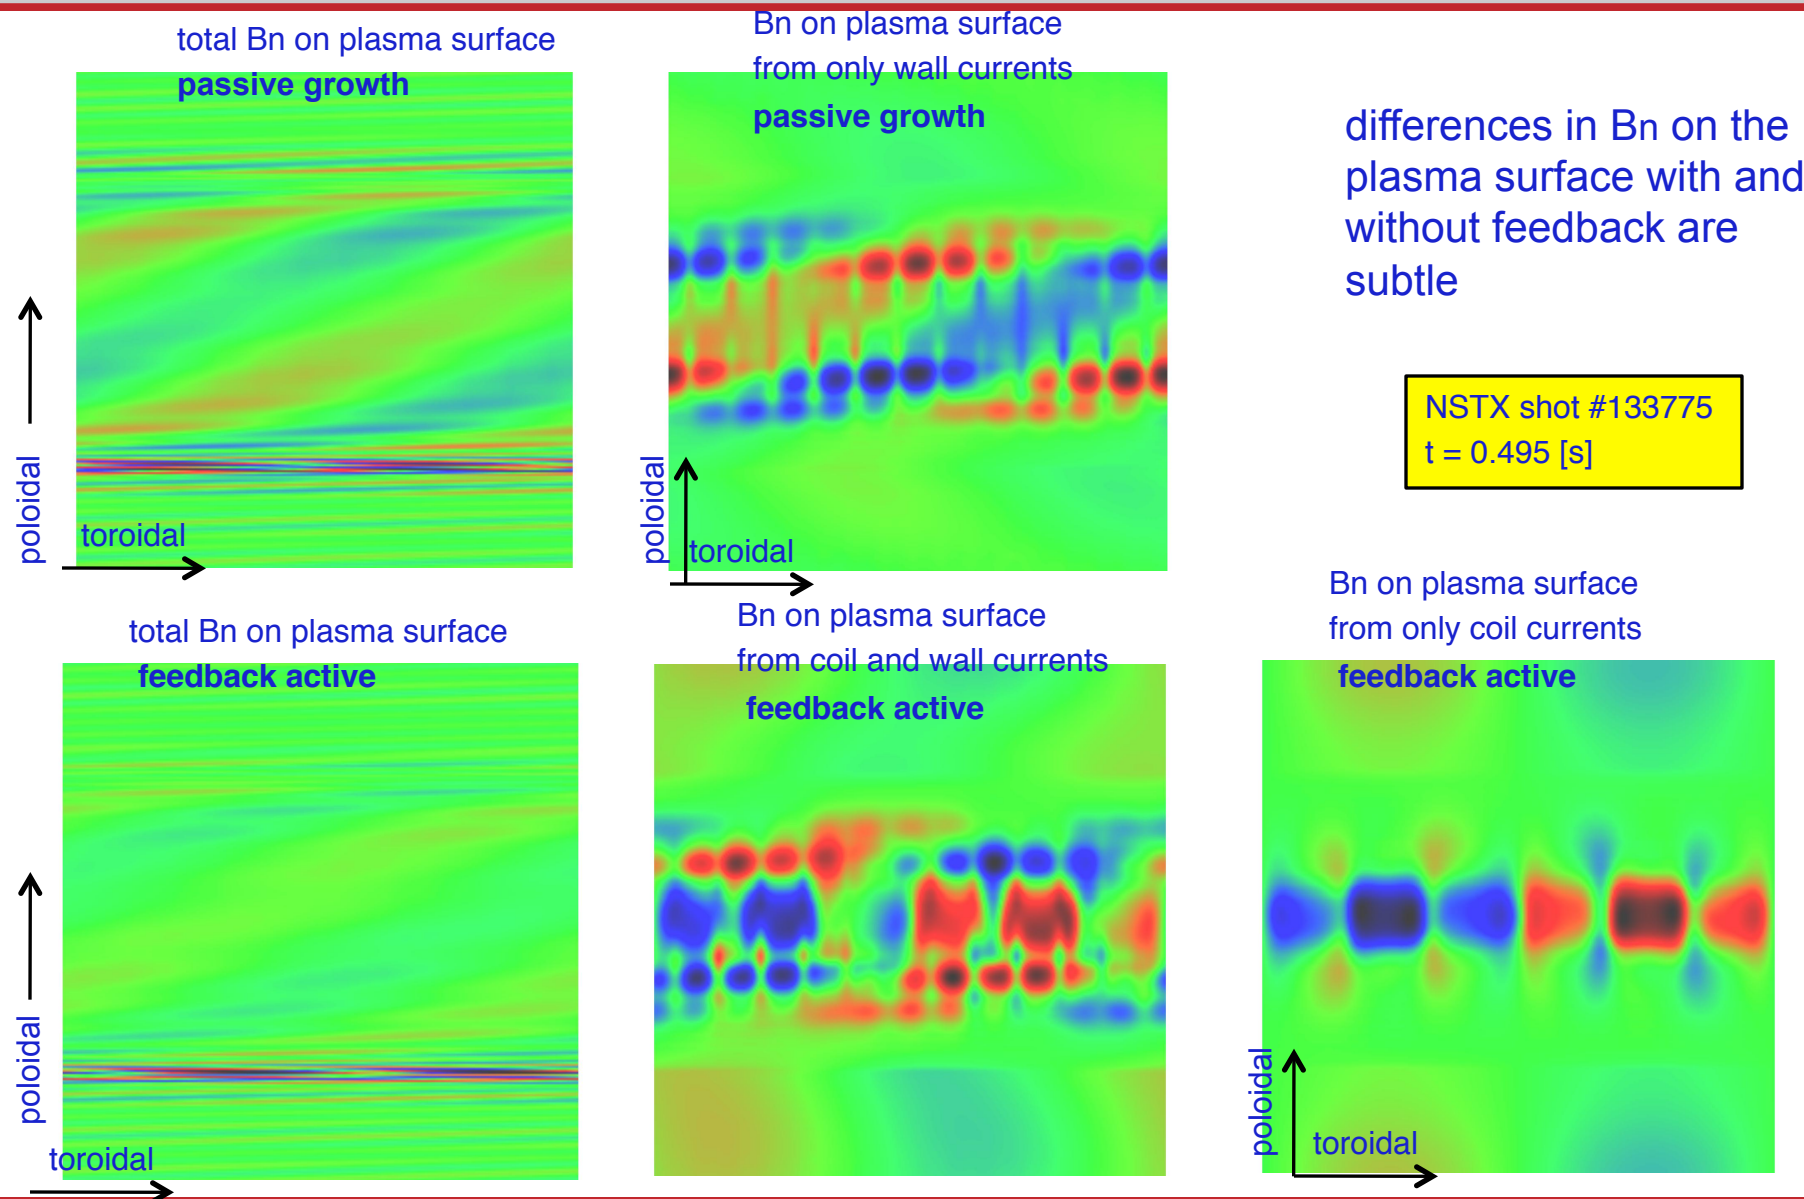 total Bn on plasma surface
passive growth
poloidal
toroidal
Bn on plasma surface
from only wall currents
passive growth
poloidal
toroidal
differences in Bn on the
plasma surface with and
without feedback are
subtle
NSTX shot #133775
t = 0.495 [s]
total Bn on plasma surface
feedback active
poloidal
toroidal
Bn on plasma surface
from coil and wall currents
feedback active
Bn on plasma surface
from only coil currents
feedback active
poloidal
toroidal